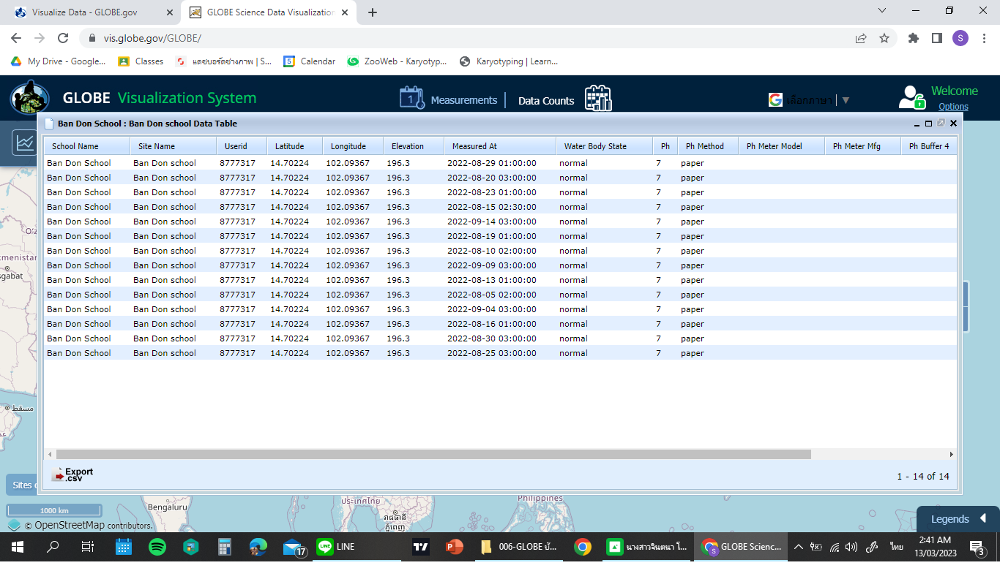 Visualize Data - GLOBE.gov
GLOBE Science Data Visualization
vis.globe.gov/GLOBE/
S
My Drive - Google...
Classes
แดชบอร์ดช่างภาพ | S...
5 Calendar
ZooWeb - Karyotyp...
Karyotyping | Learn...
GLOBE Visualization System
1 Measurements
Data Counts
เลือกภาษา ▼
Welcome
Options
Ban Don School : Ban Don school Data Table
School Name Site Name Userid Latitude Longitude Elevation Measured At Water Body State Ph Ph Method Ph Meter Model Ph Meter Mfg Ph Buffer 4
Ban Don School Ban Don school 8777317 14.70224 102.09367 196.3 2022-08-29 01:00:00 normal 7 paper
Ban Don School Ban Don school 8777317 14.70224 102.09367 196.3 2022-08-20 03:00:00 normal 7 paper
Ban Don School Ban Don school 8777317 14.70224 102.09367 196.3 2022-08-23 01:00:00 normal 7 paper
Ban Don School Ban Don school 8777317 14.70224 102.09367 196.3 2022-08-15 02:30:00 normal 7 paper
Ban Don School Ban Don school 8777317 14.70224 102.09367 196.3 2022-09-14 03:00:00 normal 7 paper
Ban Don School Ban Don school 8777317 14.70224 102.09367 196.3 2022-08-19 01:00:00 normal 7 paper
Ban Don School Ban Don school 8777317 14.70224 102.09367 196.3 2022-08-10 02:00:00 normal 7 paper
Ban Don School Ban Don school 8777317 14.70224 102.09367 196.3 2022-09-09 03:00:00 normal 7 paper
Ban Don School Ban Don school 8777317 14.70224 102.09367 196.3 2022-08-13 01:00:00 normal 7 paper
Ban Don School Ban Don school 8777317 14.70224 102.09367 196.3 2022-08-05 02:00:00 normal 7 paper
Ban Don School Ban Don school 8777317 14.70224 102.09367 196.3 2022-09-04 03:00:00 normal 7 paper
Ban Don School Ban Don school 8777317 14.70224 102.09367 196.3 2022-08-16 01:00:00 normal 7 paper
Ban Don School Ban Don school 8777317 14.70224 102.09367 196.3 2022-08-30 03:00:00 normal 7 paper
Ban Don School Ban Don school 8777317 14.70224 102.09367 196.3 2022-08-25 03:00:00 normal 7 paper
مسقط
Export
.csv
1 - 14 of 14
Sites
1000 km
Bengaluru
ประเทศไทย
ราชธานี
ភ្នំពេញ
Philippines
© OpenStreetMap contributors.
Legends
17
LINE
006-GLOBE บ้...
นางสาวจินตนา โ...
GLOBE Scienc...
ไทย
2:41 AM
13/03/2023
3